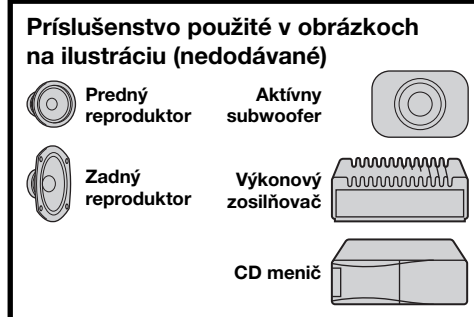 Príslušenstvo použité v obrázkoch
na ilustráciu (nedodávané)
Predný
reproduktor
Aktívny
subwoofer
Zadný
reproduktor
Výkonový
zosilňovač
CD menič